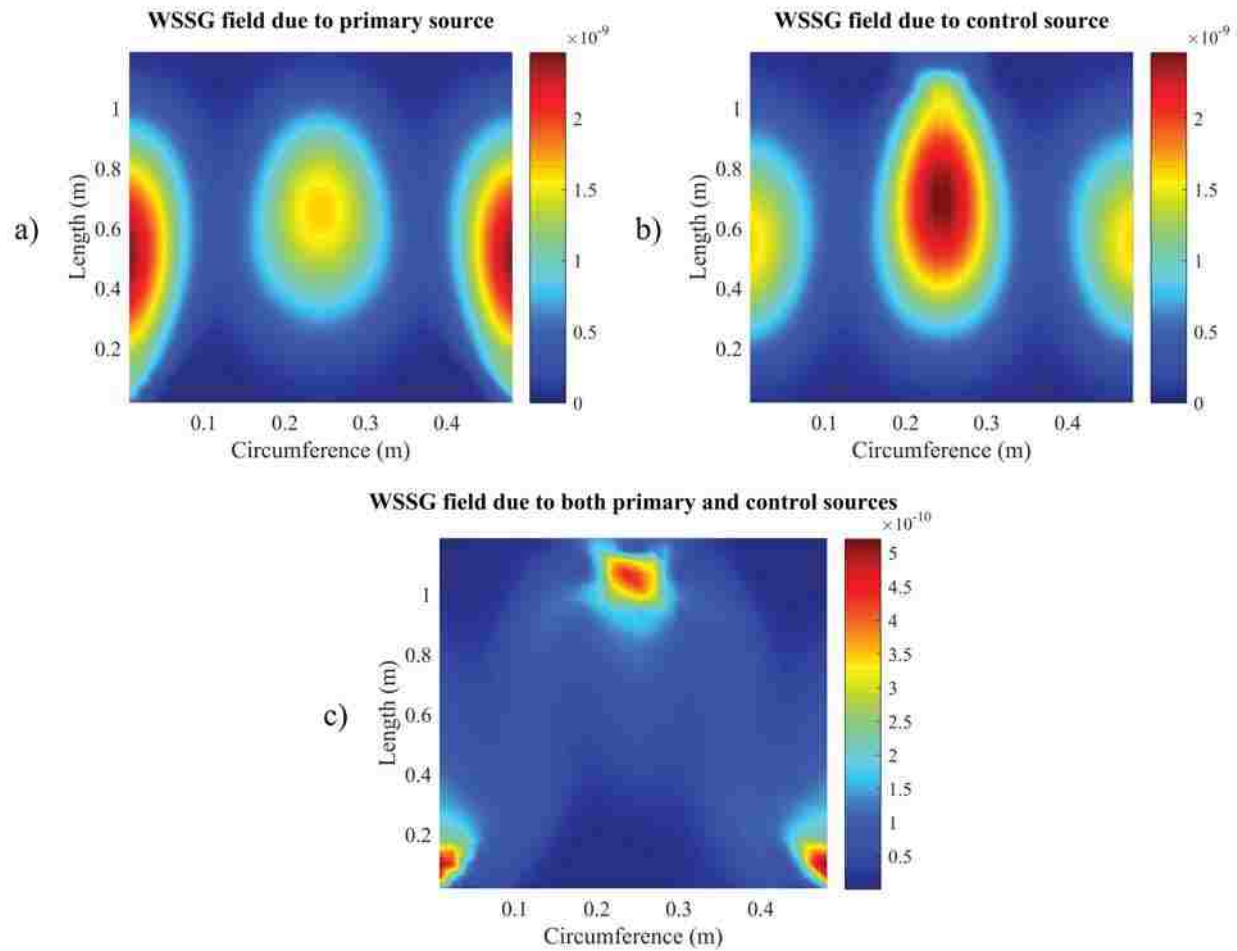 WSSG field due to primary source
×10⁻⁹
1
0.8
0.6
0.4
0.2
Length (m)
a)
0.1 0.2 0.3 0.4
Circumference (m)
2
1.5
1
0.5
0
WSSG field due to control source
×10⁻⁹
1
0.8
0.6
0.4
0.2
Length (m)
b)
0.1 0.2 0.3 0.4
Circumference (m)
2
1.5
1
0.5
0
WSSG field due to both primary and control sources
×10⁻¹⁰
1
0.8
0.6
0.4
0.2
Length (m)
c)
0.1 0.2 0.3 0.4
Circumference (m)
5
4.5
4
3.5
3
2.5
2
1.5
1
0.5